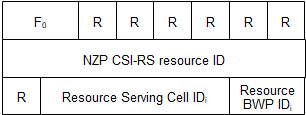 F₀ R R R R R R
NZP CSI-RS resource ID
R Resource Serving Cell IDᵢ Resource
BWP IDᵢ